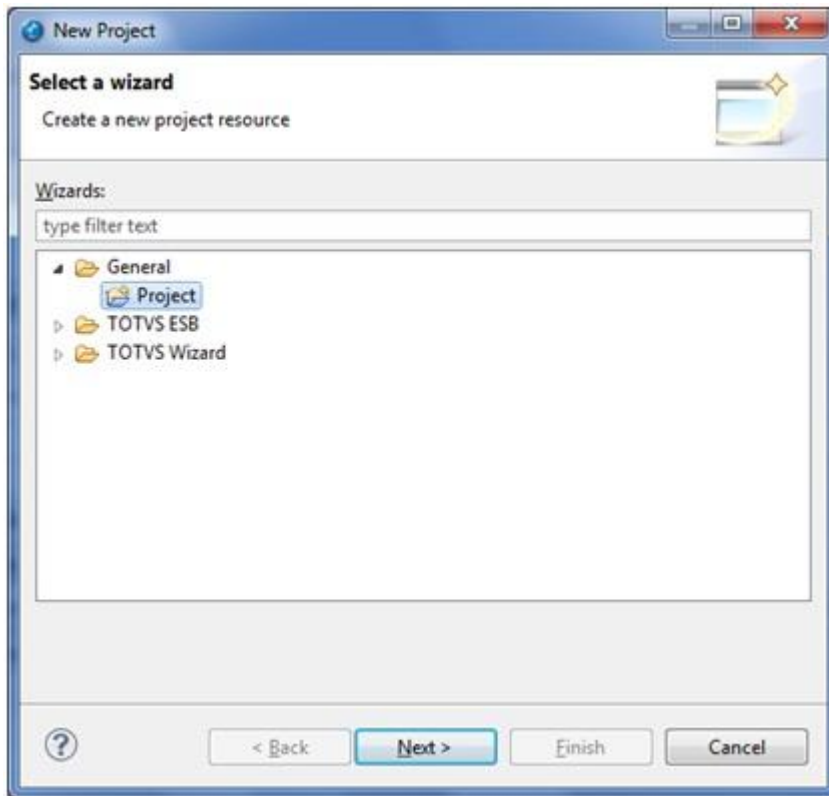 New Project
Select a wizard
Create a new project resource
Wizards:
type filter text
General
Project
TOTVS ESB
TOTVS Wizard
< Back Next > Finish Cancel